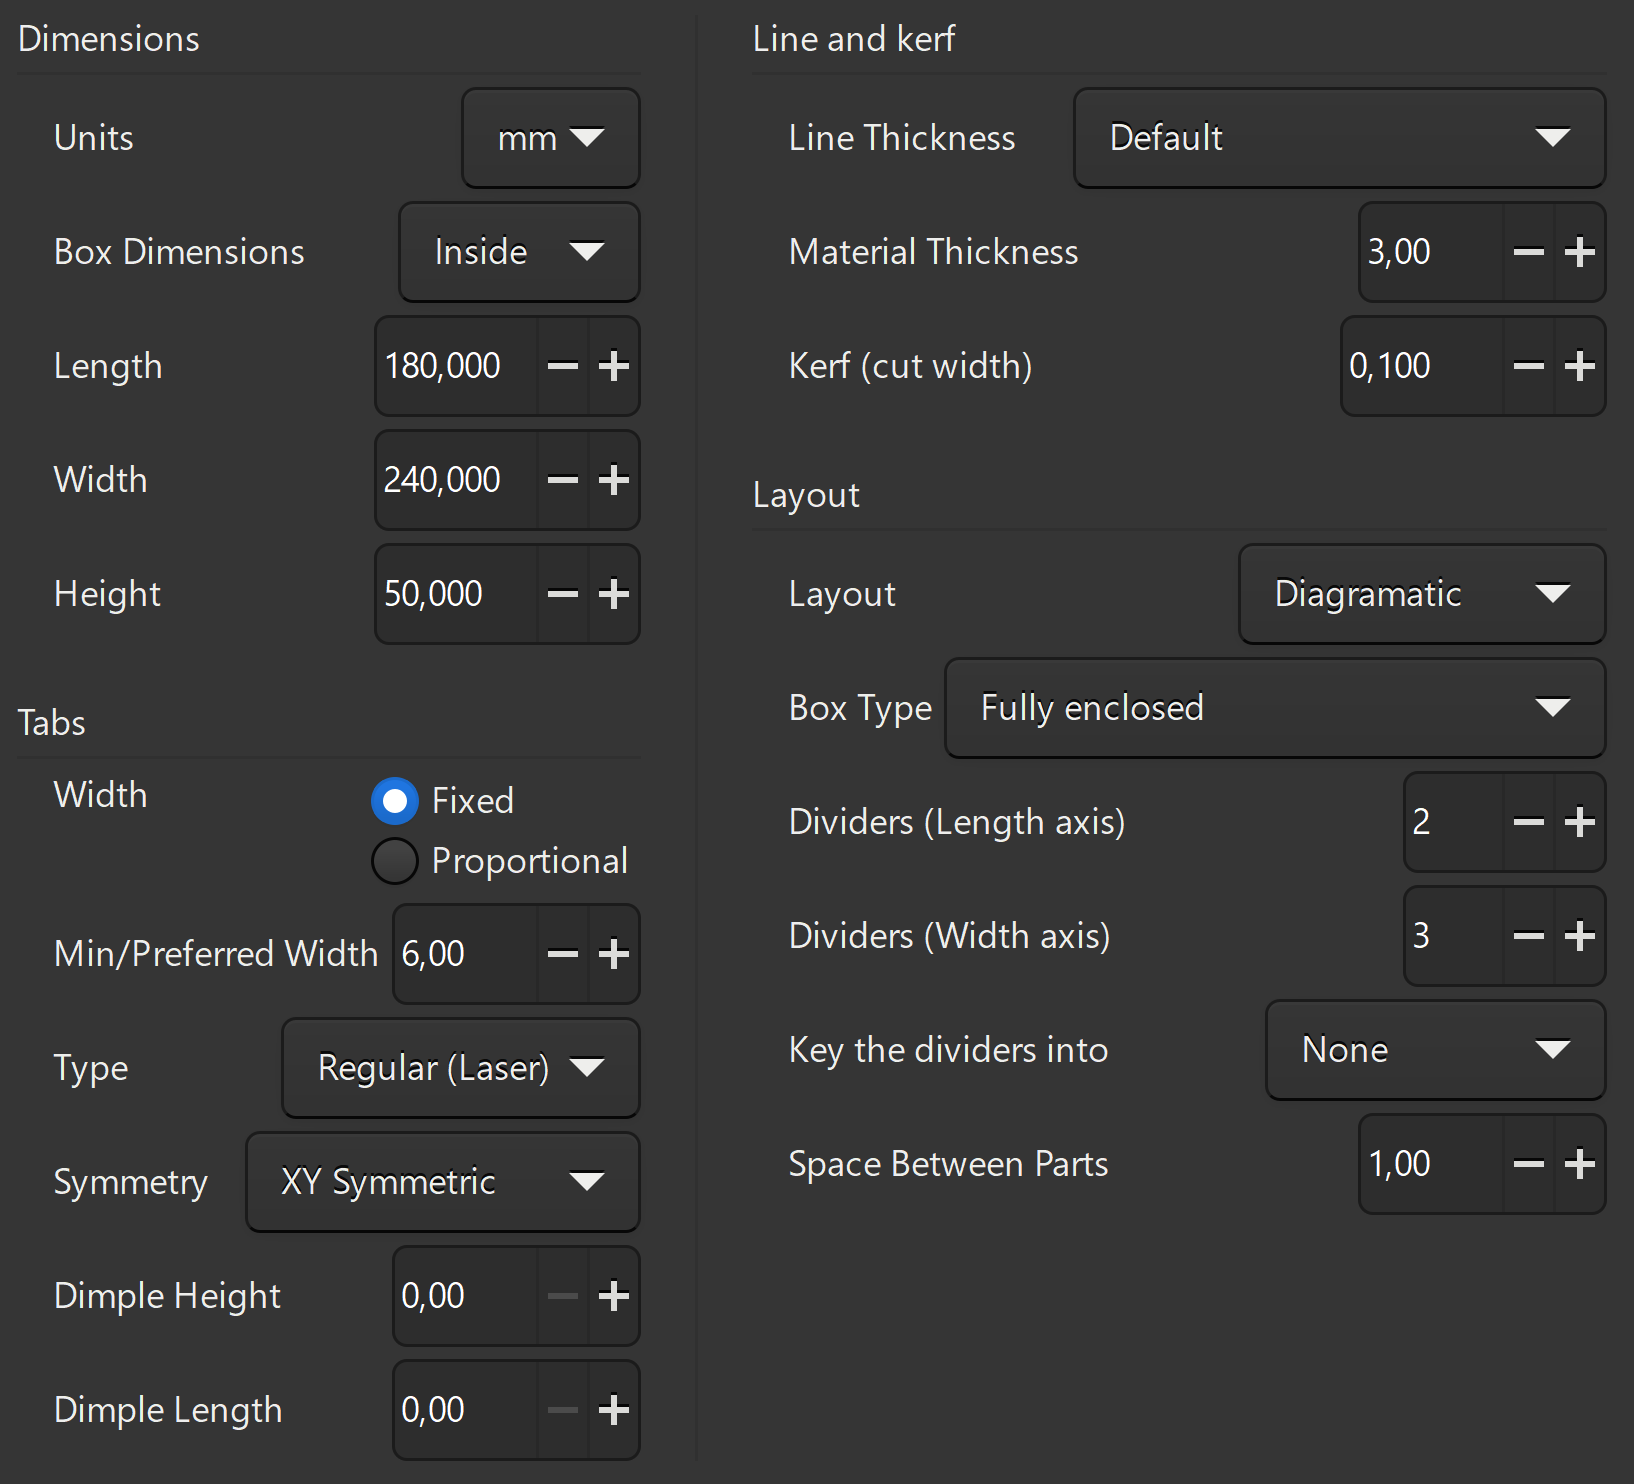 Dimensions
Units mm
Box Dimensions Inside
Length 180,000
Width 240,000
Height 50,000
Tabs
Width Fixed
Proportional
Min/Preferred Width 6,00
Type Regular (Laser)
Symmetry XY Symmetric
Dimple Height 0,00
Dimple Length 0,00
Line and kerf
Line Thickness Default
Material Thickness 3,00
Kerf (cut width) 0,100
Layout
Layout Diagramatic
Box Type Fully enclosed
Dividers (Length axis) 2
Dividers (Width axis) 3
Key the dividers into None
Space Between Parts 1,00